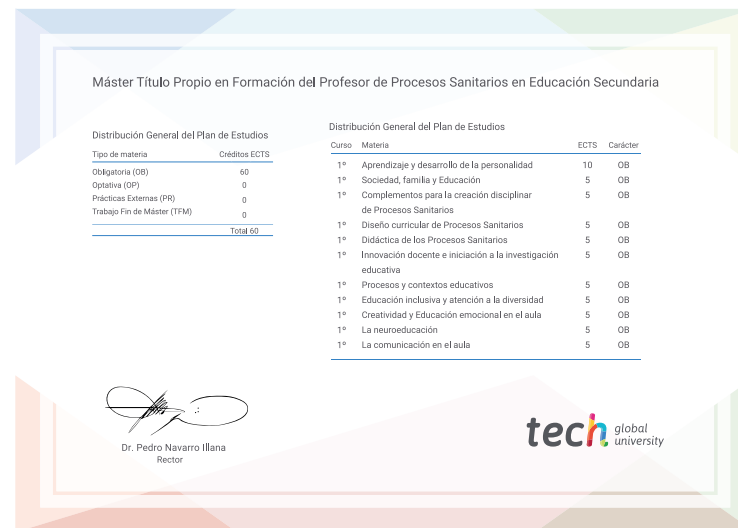 Máster Título Propio en Formación del Profesor de Procesos Sanitarios en Educación Secundaria
Distribución General del Plan de Estudios
Tipo de materia Créditos ECTS
Obligatoria (OB) 60
Optativa (OP) 0
Prácticas Externas (PR) 0
Trabajo Fin de Máster (TFM) 0
Total 60
Distribución General del Plan de Estudios
Curso Materia ECTS Carácter
1º Aprendizaje y desarrollo de la personalidad 10 OB
1º Sociedad, familia y Educación 5 OB
1º Complementos para la creación disciplinar 5 OB
de Procesos Sanitarios
1º Diseño curricular de Procesos Sanitarios 5 OB
1º Didáctica de los Procesos Sanitarios 5 OB
1º Innovación docente e iniciación a la investigación 5 OB
educativa
1º Procesos y contextos educativos 5 OB
1º Educación inclusiva y atención a la diversidad 5 OB
1º Creatividad y Educación emocional en el aula 5 OB
1º La neuroeducación 5 OB
1º La comunicación en el aula 5 OB
Dr. Pedro Navarro Illana
Rector
tech global
university